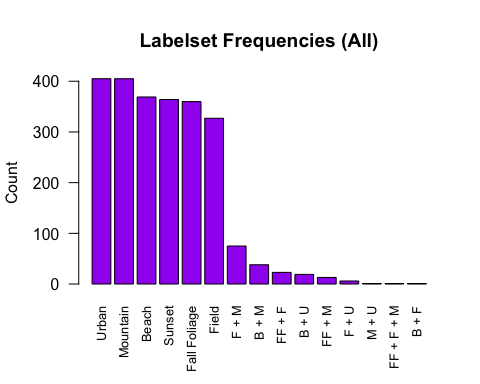 Labelset Frequencies (All)
Count
400
300
200
100
0
Urban
Mountain
Beach
Sunset
Fall Foliage
Field
F + M
B + M
FF + F
B + U
FF + M
F + U
M + U
FF + F + M
B + F